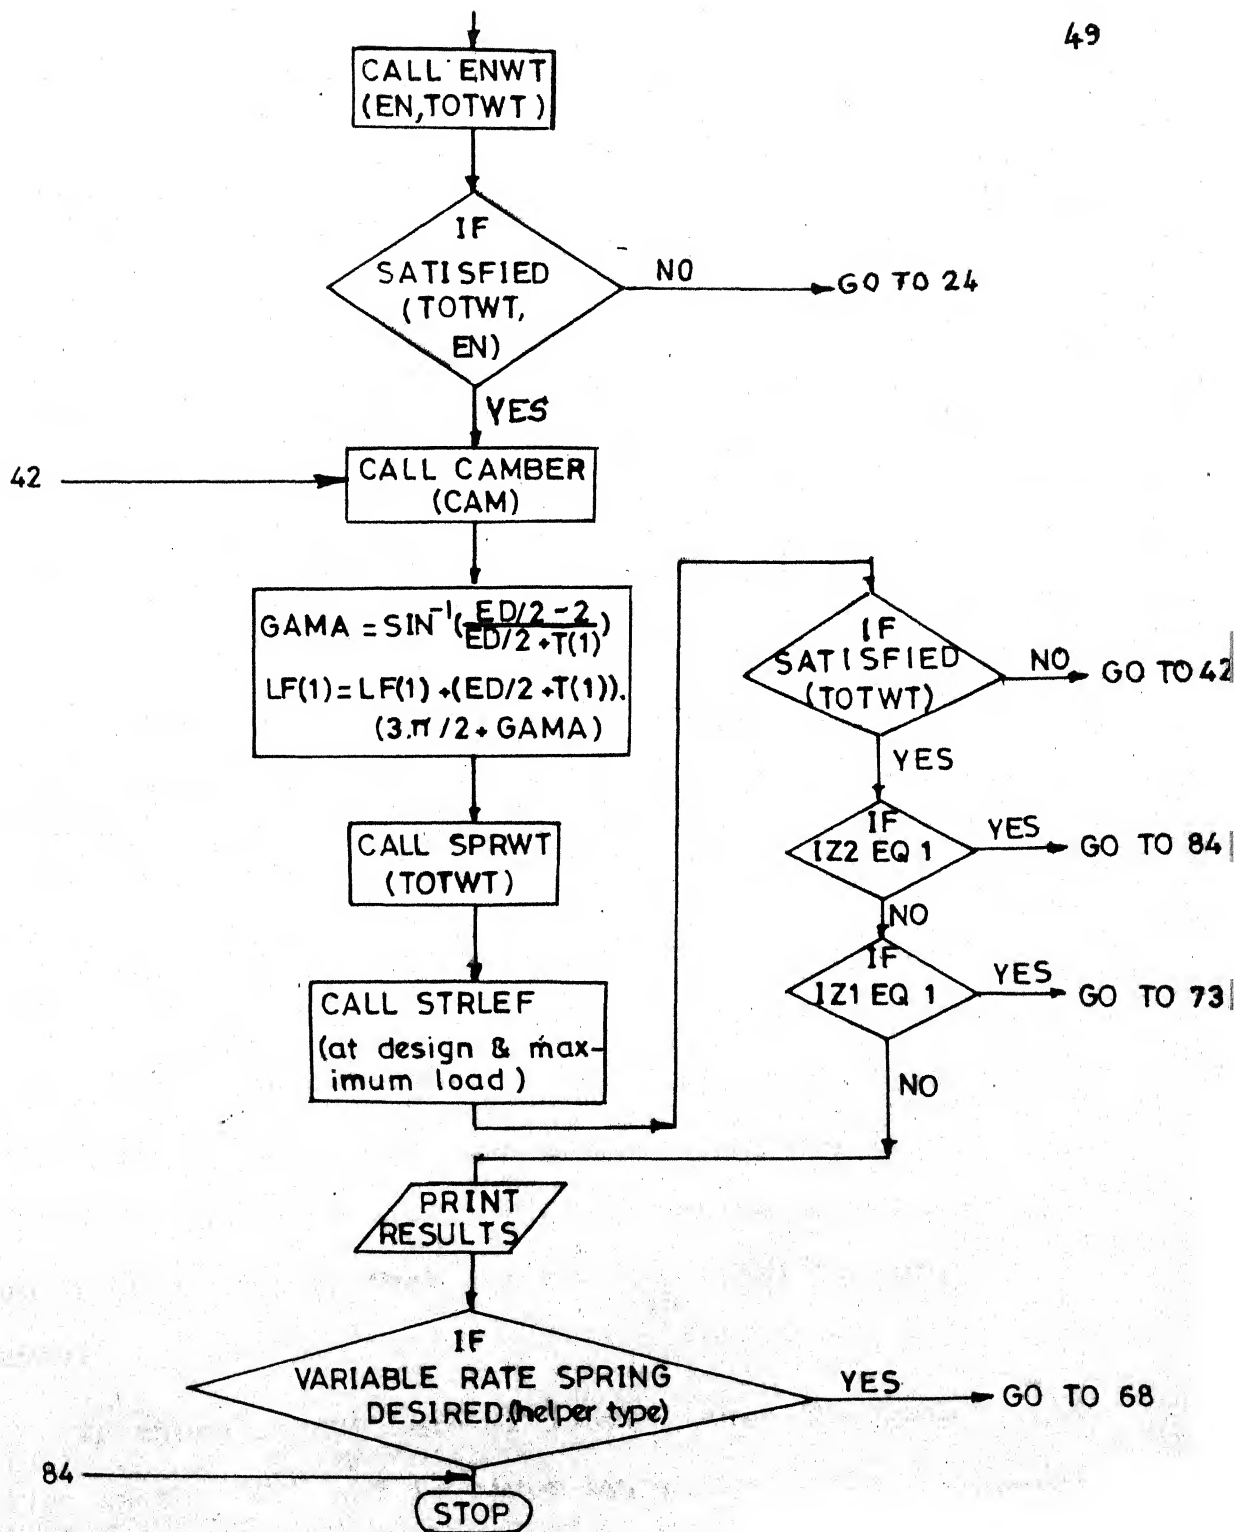 49
CALL ENWT
(EN,TOTWT)
IF
SATISFIED
(TOTWT,
EN)
NO
GO TO 24
YES
42
CALL CAMBER
(CAM)
GAMA = SIN⁻¹(ED/2-2 / ED/2+T(1))
LF(1)=LF(1)+(ED/2+T(1)).
(3.π/2+GAMA)
CALL SPRWT
(TOTWT)
CALL STRLEF
(at design & max-
imum load)
IF
SATISFIED
(TOTWT)
NO
GO TO 42
YES
IF
IZ2 EQ 1
YES
GO TO 84
NO
IF
IZ1 EQ 1
YES
GO TO 73
NO
PRINT
RESULTS
IF
VARIABLE RATE SPRING
DESIRED.(helper type)
YES
GO TO 68
84
STOP